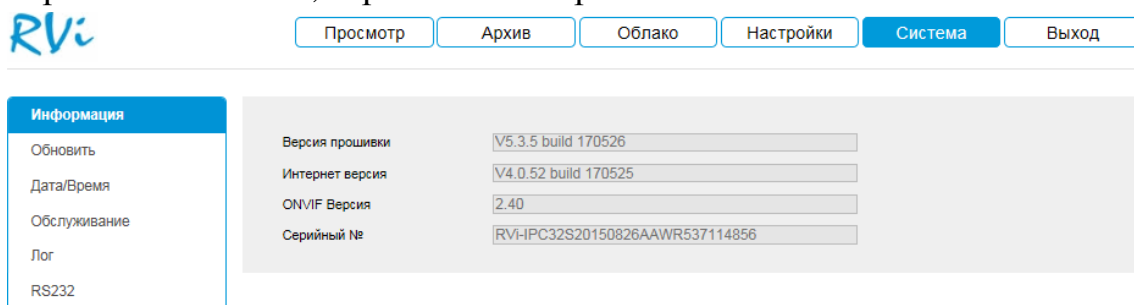 RVi
Просмотр Архив Облако Настройки Система Выход
Информация
Обновить
Дата/Время
Обслуживание
Лог
RS232
Версия прошивки V5.3.5 build 170526
Интернет версия V4.0.52 build 170525
ONVIF Версия 2.40
Серийный № RVi-IPC32S20150826AAWR537114856